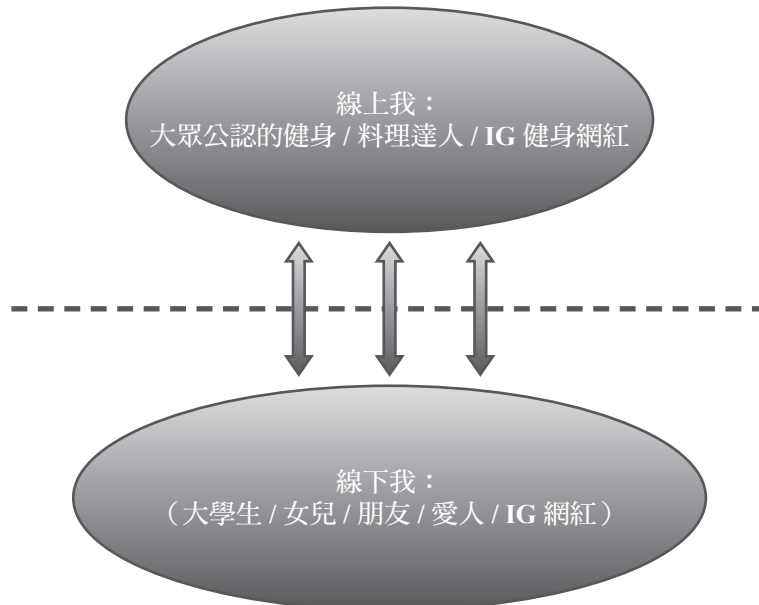 線上我：
大眾公認的健身 / 料理達人 / IG 健身網紅
線下我：
（大學生 / 女兒 / 朋友 / 愛人 / IG 網紅）